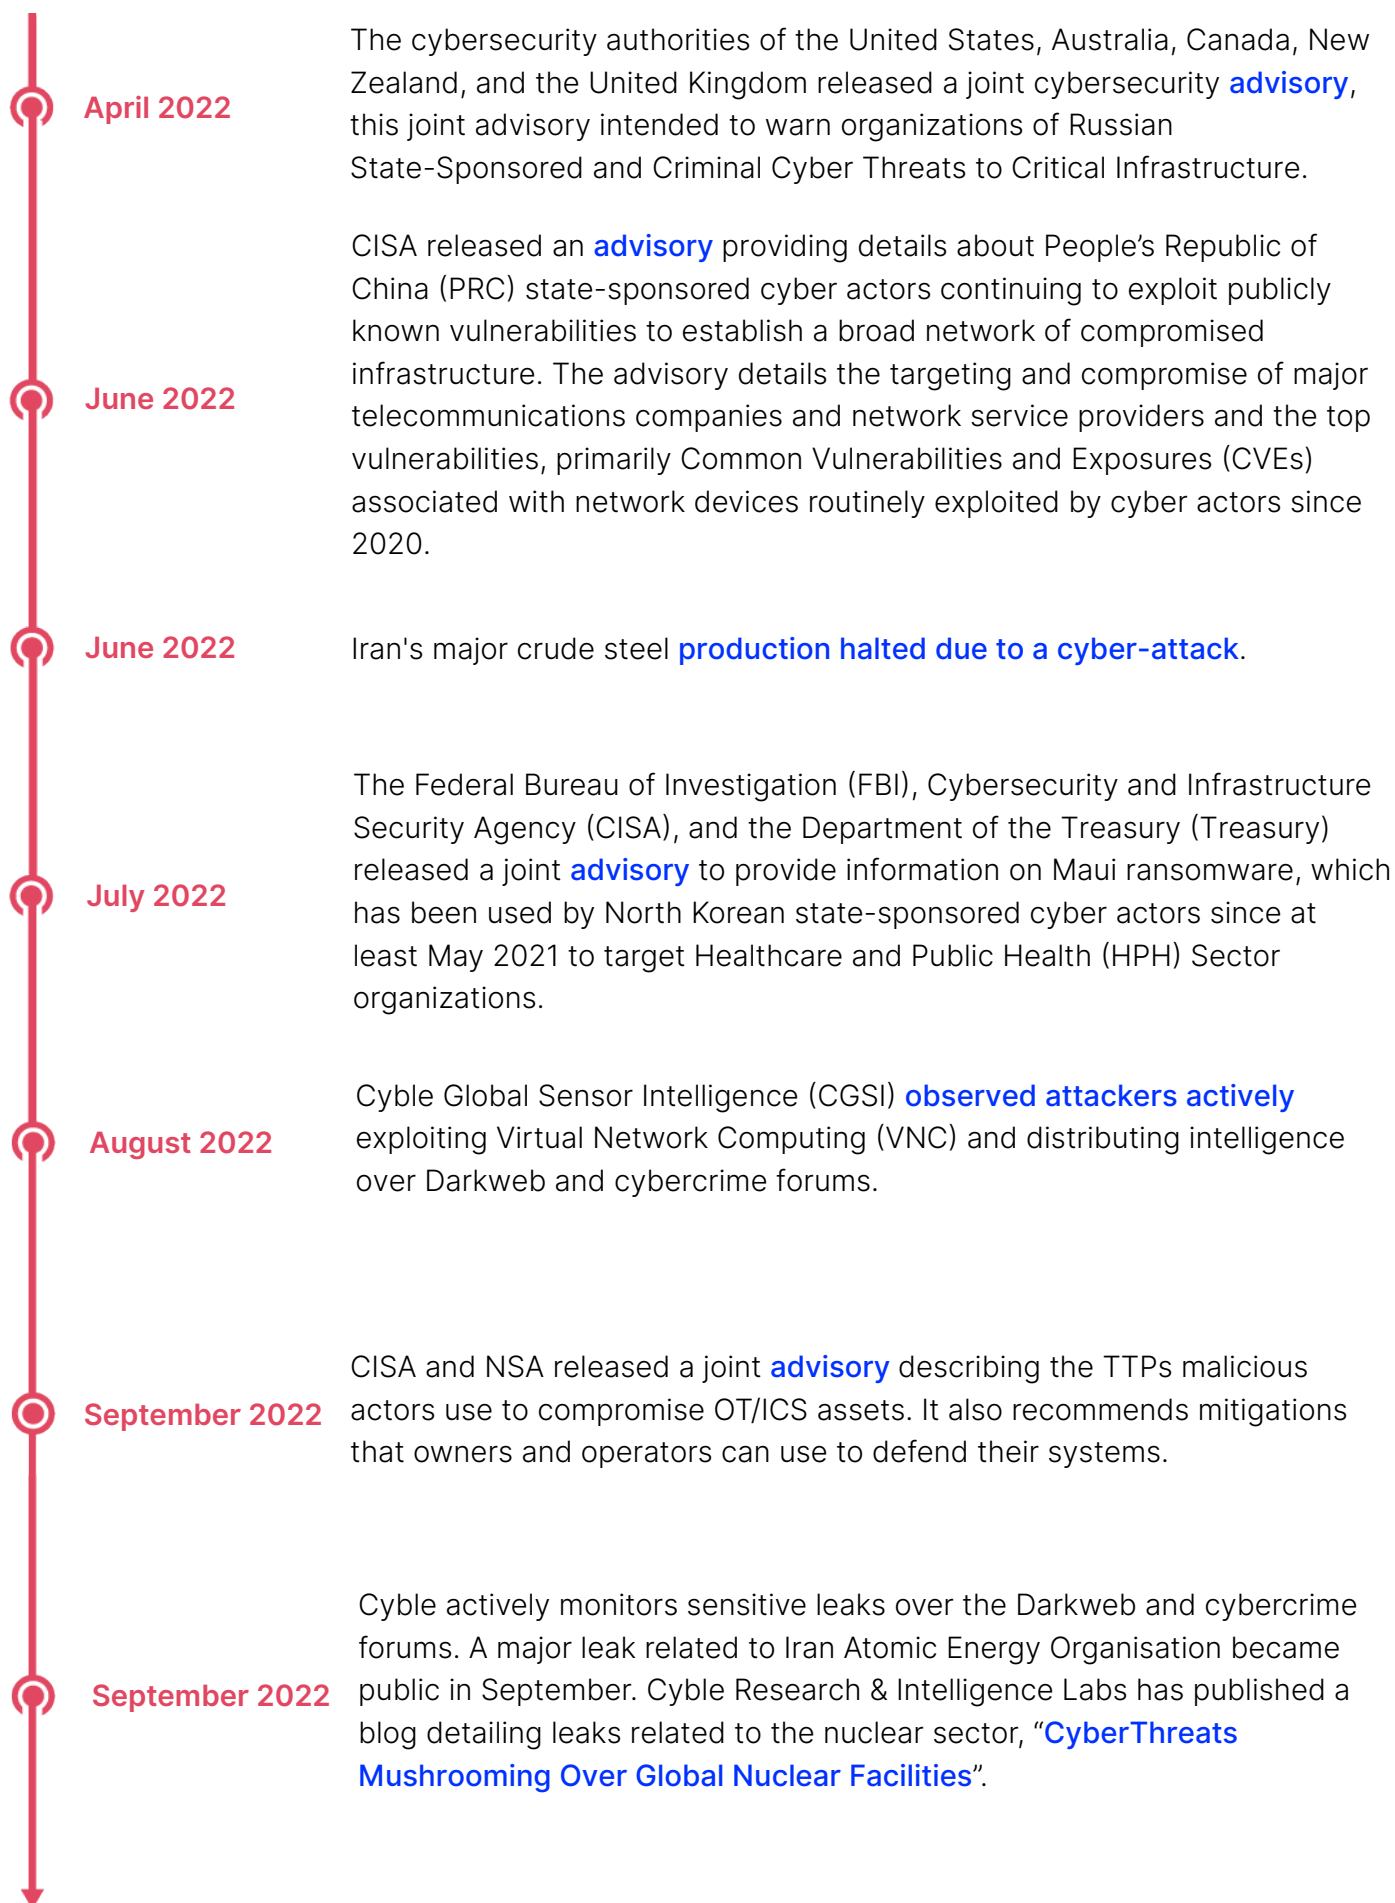 The cybersecurity authorities of the United States, Australia, Canada, New
Zealand, and the United Kingdom released a joint cybersecurity advisory,
April 2022
this joint advisory intended to warn organizations of Russian
State-Sponsored and Criminal Cyber Threats to Critical Infrastructure.
CISA released an advisory providing details about People’s Republic of
China (PRC) state-sponsored cyber actors continuing to exploit publicly
known vulnerabilities to establish a broad network of compromised
infrastructure. The advisory details the targeting and compromise of major
June 2022
telecommunications companies and network service providers and the top
vulnerabilities, primarily Common Vulnerabilities and Exposures (CVEs)
associated with network devices routinely exploited by cyber actors since
2020.
June 2022
Iran's major crude steel production halted due to a cyber-attack.
The Federal Bureau of Investigation (FBI), Cybersecurity and Infrastructure
Security Agency (CISA), and the Department of the Treasury (Treasury)
released a joint advisory to provide information on Maui ransomware, which
July 2022
has been used by North Korean state-sponsored cyber actors since at
least May 2021 to target Healthcare and Public Health (HPH) Sector
organizations.
Cyble Global Sensor Intelligence (CGSI) observed attackers actively
August 2022
exploiting Virtual Network Computing (VNC) and distributing intelligence
over Darkweb and cybercrime forums.
CISA and NSA released a joint advisory describing the TTPs malicious
September 2022
actors use to compromise OT/ICS assets. It also recommends mitigations
that owners and operators can use to defend their systems.
Cyble actively monitors sensitive leaks over the Darkweb and cybercrime
forums. A major leak related to Iran Atomic Energy Organisation became
September 2022
public in September. Cyble Research & Intelligence Labs has published a
blog detailing leaks related to the nuclear sector, “CyberThreats
Mushrooming Over Global Nuclear Facilities”.